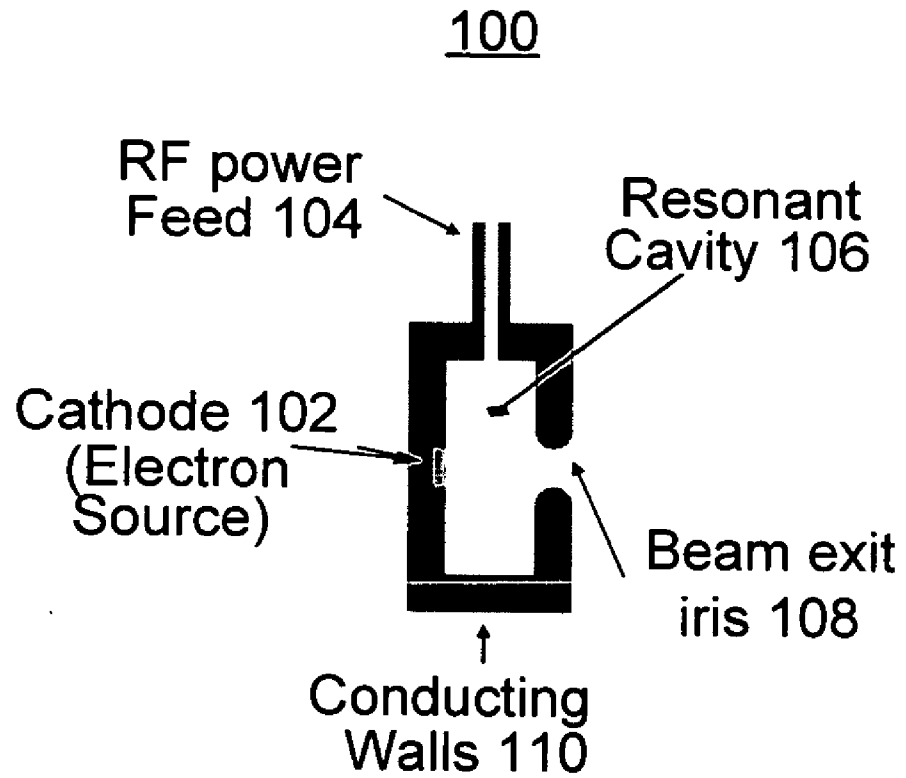 100
RF power
Feed 104
Resonant
Cavity 106
Cathode 102
(Electron
Source)
Beam exit
iris 108
Conducting
Walls 110